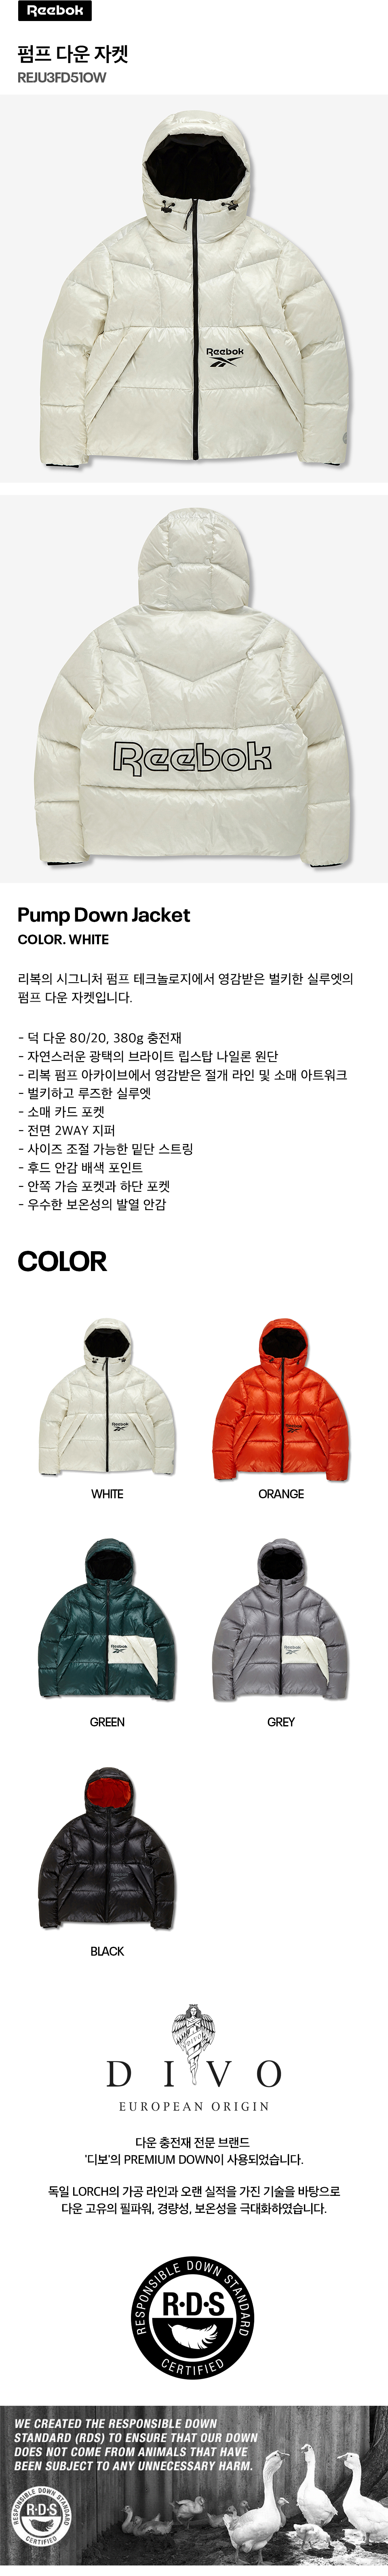 Reebok
펌프 다운 자켓
REJU3FD51OW
Reebok
Reebok
Pump Down Jacket
COLOR. WHITE
리복의 시그니처 펌프 테크놀로지에서 영감받은 벌키한 실루엣의
펌프 다운 자켓입니다.
- 덕 다운 80/20, 380g 충전재
- 자연스러운 광택의 브라이트 립스탑 나일론 원단
- 리복 펌프 아카이브에서 영감받은 절개 라인 및 소매 아트워크
- 벌키하고 루즈한 실루엣
- 소매 카드 포켓
- 전면 2WAY 지퍼
- 사이즈 조절 가능한 밑단 스트링
- 후드 안감 배색 포인트
- 안쪽 가슴 포켓과 하단 포켓
- 우수한 보온성의 발열 안감
COLOR
Reebok
Reebok
WHITE
ORANGE
Reebok
Reebok
GREEN
GREY
BLACK
DIVO
DIVO
EUROPEAN ORIGIN
다운 충전재 전문 브랜드
'디보'의 PREMIUM DOWN이 사용되었습니다.
독일 LORCH의 가공 라인과 오랜 실적을 가진 기술을 바탕으로
다운 고유의 필파워, 경량성, 보온성을 극대화하였습니다.
RESPONSIBLE DOWN STANDARD
R·D·S
CERTIFIED
WE CREATED THE RESPONSIBLE DOWN
STANDARD (RDS) TO ENSURE THAT OUR DOWN
DOES NOT COME FROM ANIMALS THAT HAVE
BEEN SUBJECT TO ANY UNNECESSARY HARM.
RESPONSIBLE DOWN STANDARD
R·D·S
CERTIFIED